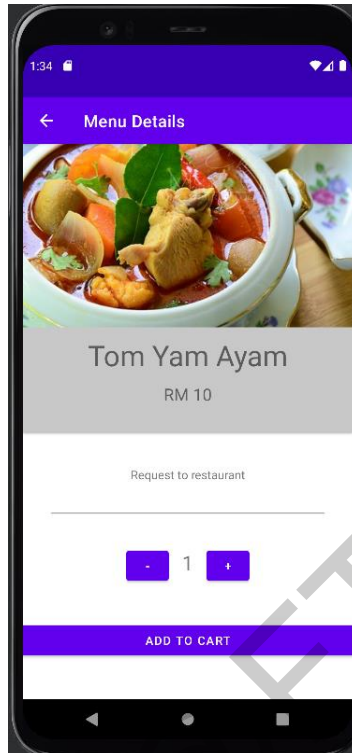 1:34
Menu Details
Tom Yam Ayam
RM 10
Request to restaurant
- 1 +
ADD TO CART